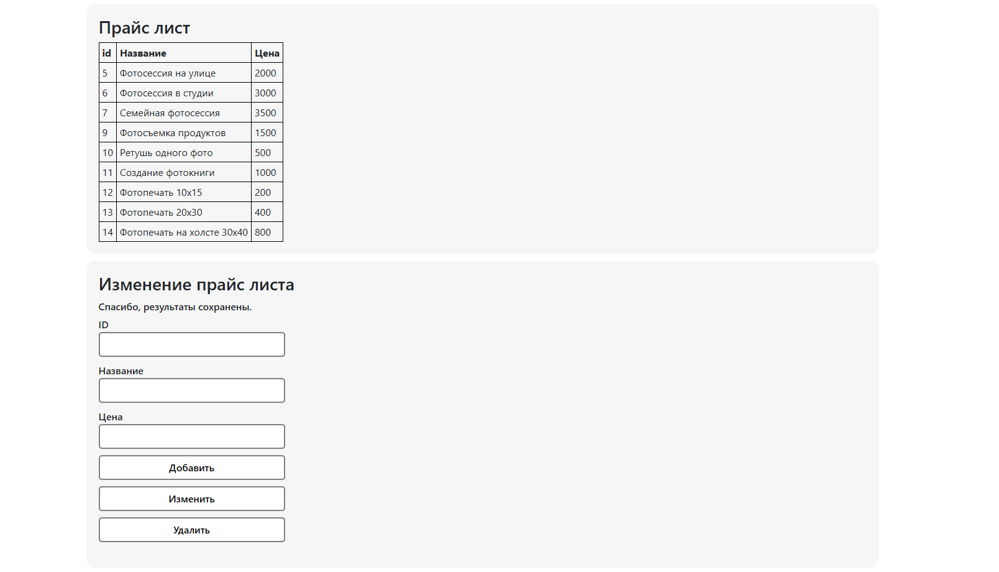 Прайс лист
id Название Цена
5 Фотосессия на улице 2000
6 Фотосессия в студии 3000
7 Семейная фотосессия 3500
9 Фотосъемка продуктов 1500
10 Ретушь одного фото 500
11 Создание фотокниги 1000
12 Фотопечать 10x15 200
13 Фотопечать 20x30 400
14 Фотопечать на холсте 30x40 800
Изменение прайс листа
Спасибо, результаты сохранены.
ID
Название
Цена
Добавить
Изменить
Удалить